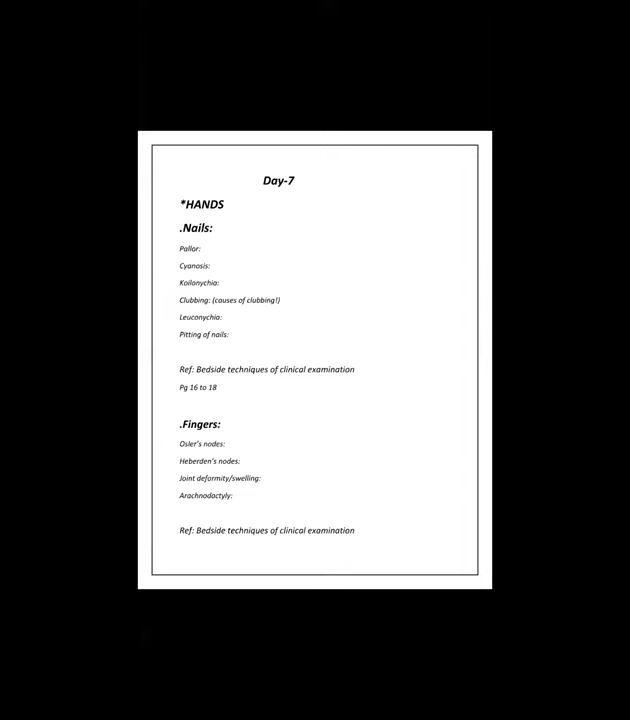 Day-7
*HANDS
.Nails:
Pallor:
Cyanosis:
Koilonychia:
Clubbing: (causes of clubbing!)
Leuconychia:
Pitting of nails:
Ref: Bedside techniques of clinical examination
Pg 16 to 18
.Fingers:
Osler's nodes:
Heberden's nodes:
Joint deformity/swelling:
Arachnodactyly:
Ref: Bedside techniques of clinical examination